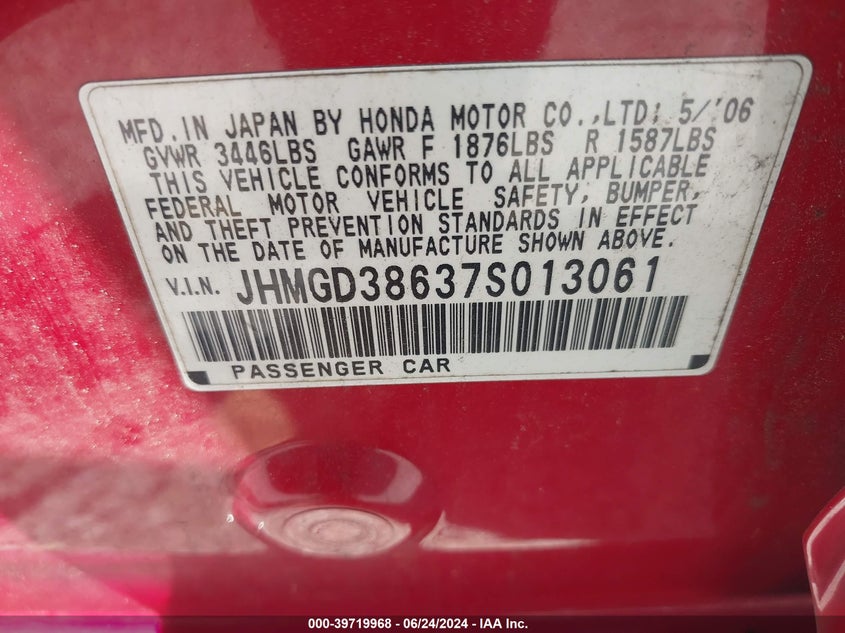 MFD. IN JAPAN BY HONDA MOTOR CO.,LTD: 5/'06
GVWR 3446LBS GAWR F 1876LBS R 1587LBS
THIS VEHICLE CONFORMS TO ALL APPLICABLE
FEDERAL MOTOR VEHICLE SAFETY, BUMPER,
AND THEFT PREVENTION STANDARDS IN EFFECT
ON THE DATE OF MANUFACTURE SHOWN ABOVE.
V.I.N. JHMGD38637S013061
PASSENGER CAR
000-39719968 - 06/24/2024 - IAA Inc.